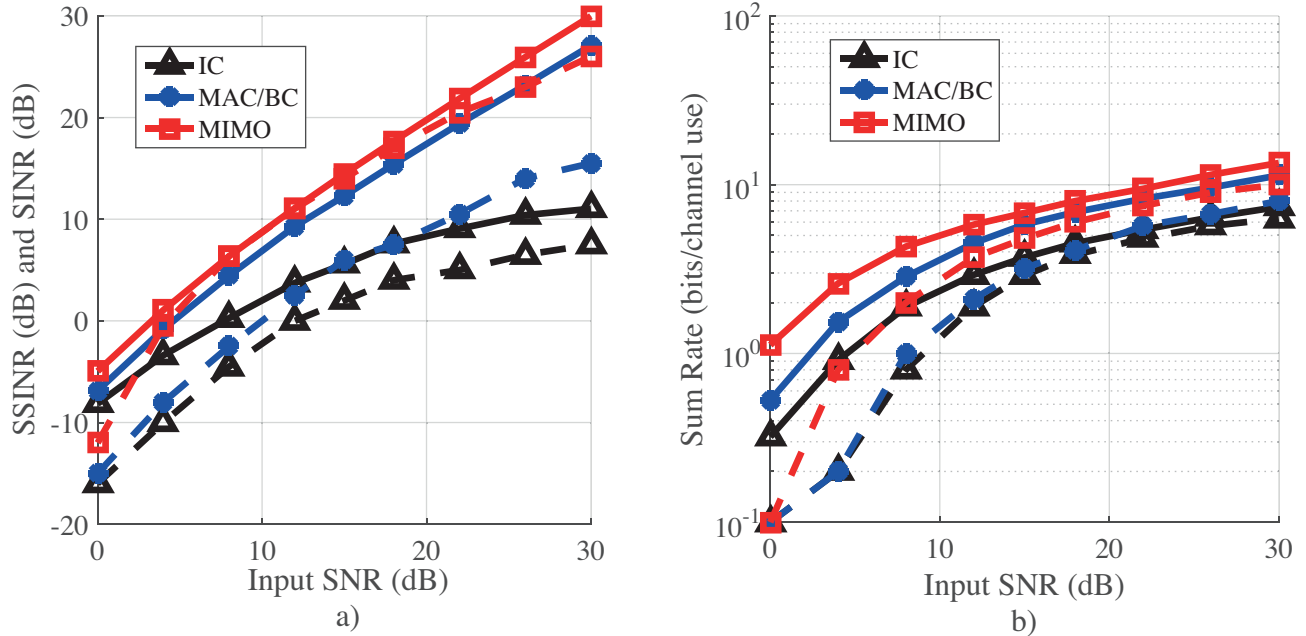 SSINR (dB) and SINR (dB)
30
20
10
0
-10
-20
IC
MAC/BC
MIMO
0
10
20
30
Input SNR (dB)
a)
Sum Rate (bits/channel use)
10^2
10^1
10^0
10^-1
IC
MAC/BC
MIMO
0
10
20
30
Input SNR (dB)
b)